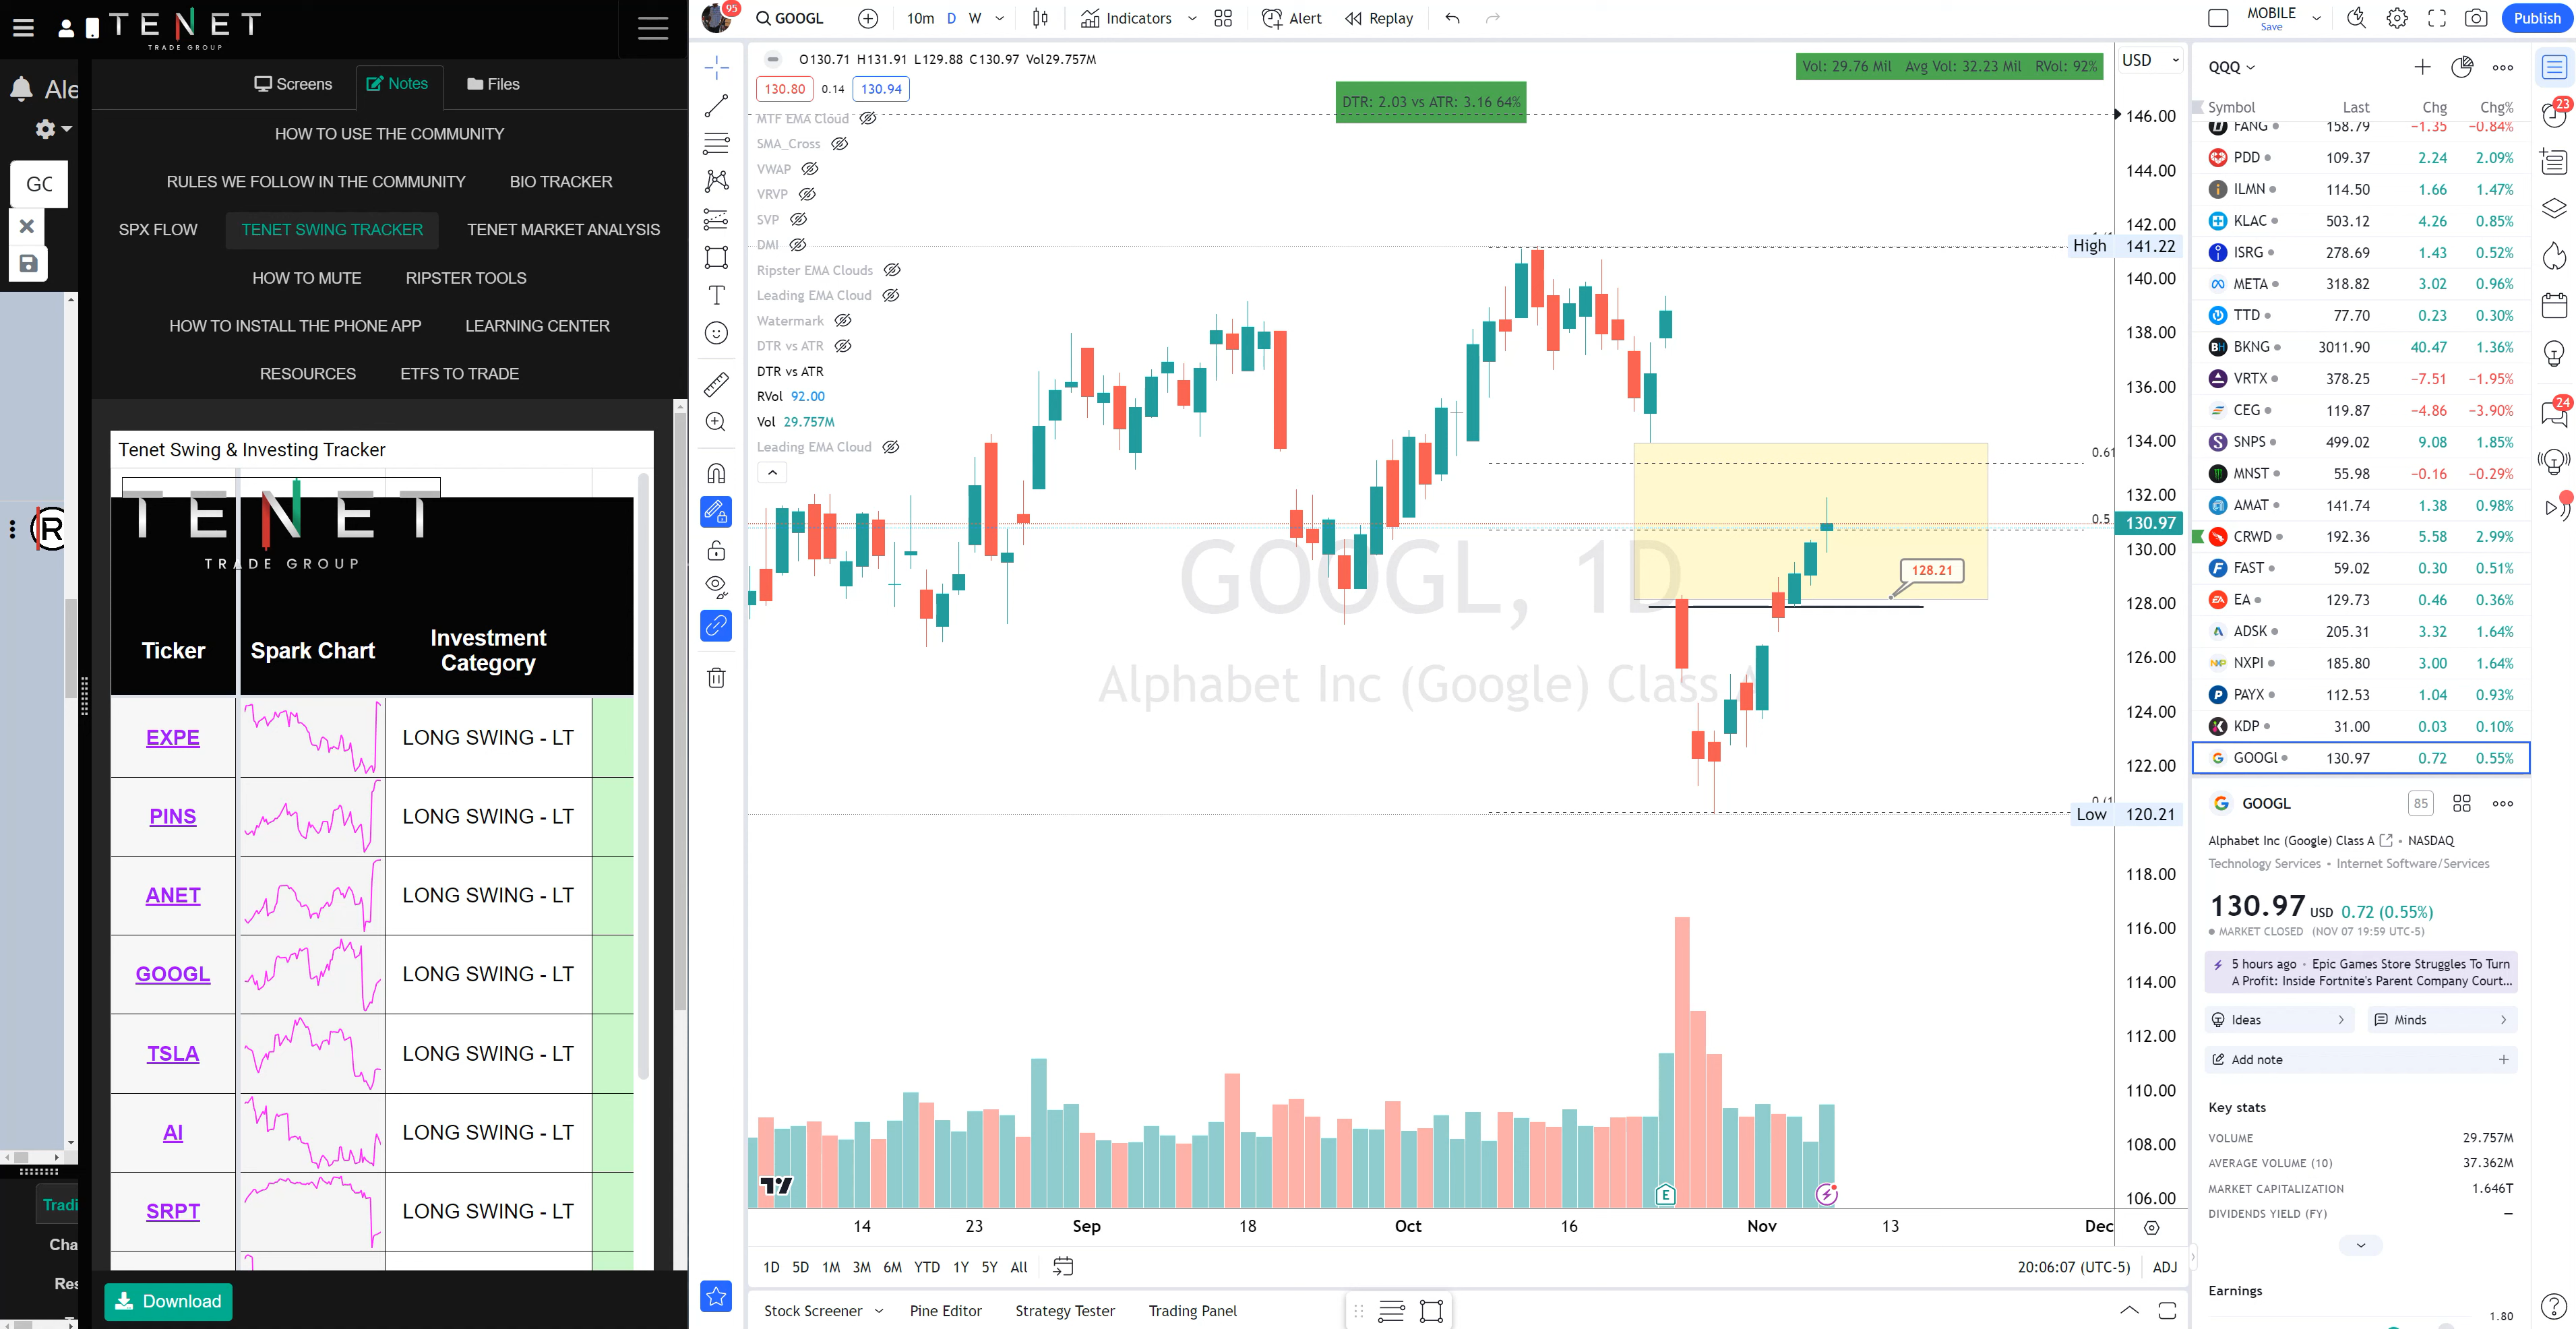 TENET
TRADE GROUP
Ale
GC
Screens
Notes
Files
HOW TO USE THE COMMUNITY
RULES WE FOLLOW IN THE COMMUNITY
BIO TRACKER
SPX FLOW
TENET SWING TRACKER
TENET MARKET ANALYSIS
HOW TO MUTE
RIPSTER TOOLS
HOW TO INSTALL THE PHONE APP
LEARNING CENTER
RESOURCES
ETFS TO TRADE
Tenet Swing & Investing Tracker
TENET
TRADE GROUP
Ticker Spark Chart Investment Category
EXPE LONG SWING - LT
PINS LONG SWING - LT
ANET LONG SWING - LT
GOOGL LONG SWING - LT
TSLA LONG SWING - LT
AI LONG SWING - LT
SRPT LONG SWING - LT
R
Tradi
Cha
Res
Download
95
GOOGL 10m D W Indicators Alert Replay
MOBILE
Save
Publish
O130.71 H131.91 L129.88 C130.97 Vol29.757M
130.80 0.14 130.94
MTF EMA Cloud
SMA_Cross
VWAP
VRVP
SVP
DMI
Ripster EMA Clouds
Leading EMA Cloud
Watermark
DTR vs ATR
DTR vs ATR
RVol 92.00
Vol 29.757M
Leading EMA Cloud
DTR: 2.03 vs ATR: 3.16 64%
Vol: 29.76 Mil Avg Vol: 32.23 Mil RVol: 92%
GOOGL, 1D
Alphabet Inc (Google) Class A
128.21
0.61
0.5
USD
146.00
144.00
142.00
High 141.22
140.00
138.00
136.00
134.00
132.00
130.97
130.00
128.00
126.00
124.00
122.00
Low 120.21
118.00
116.00
114.00
112.00
110.00
108.00
106.00
E
14 23 Sep 18 Oct 16 Nov 13 Dec
1D 5D 1M 3M 6M YTD 1Y 5Y All
20:06:07 (UTC-5) ADJ
Stock Screener Pine Editor Strategy Tester Trading Panel
QQQ
Symbol Last Chg Chg%
FANG 158.79 −1.35 −0.84%
PDD 109.37 2.24 2.09%
ILMN 114.50 1.66 1.47%
KLAC 503.12 4.26 0.85%
ISRG 278.69 1.43 0.52%
META 318.82 3.02 0.96%
TTD 77.70 0.23 0.30%
BKNG 3011.90 40.47 1.36%
VRTX 378.25 −7.51 −1.95%
CEG 119.87 −4.86 −3.90%
SNPS 499.02 9.08 1.85%
MNST 55.98 −0.16 −0.29%
AMAT 141.74 1.38 0.98%
CRWD 192.36 5.58 2.99%
FAST 59.02 0.30 0.51%
EA 129.73 0.46 0.36%
ADSK 205.31 3.32 1.64%
NXPI 185.80 3.00 1.64%
PAYX 112.53 1.04 0.93%
KDP 31.00 0.03 0.10%
GOOGL 130.97 0.72 0.55%
GOOGL
85
Alphabet Inc (Google) Class A • NASDAQ
Technology Services • Internet Software/Services
130.97 USD 0.72 (0.55%)
MARKET CLOSED (NOV 07 19:59 UTC-5)
5 hours ago · Epic Games Store Struggles To Turn
A Profit: Inside Fortnite's Parent Company Court...
Ideas
Minds
Add note
Key stats
VOLUME 29.757M
AVERAGE VOLUME (10) 37.362M
MARKET CAPITALIZATION 1.646T
DIVIDENDS YIELD (FY) —
Earnings
1.80
23
24